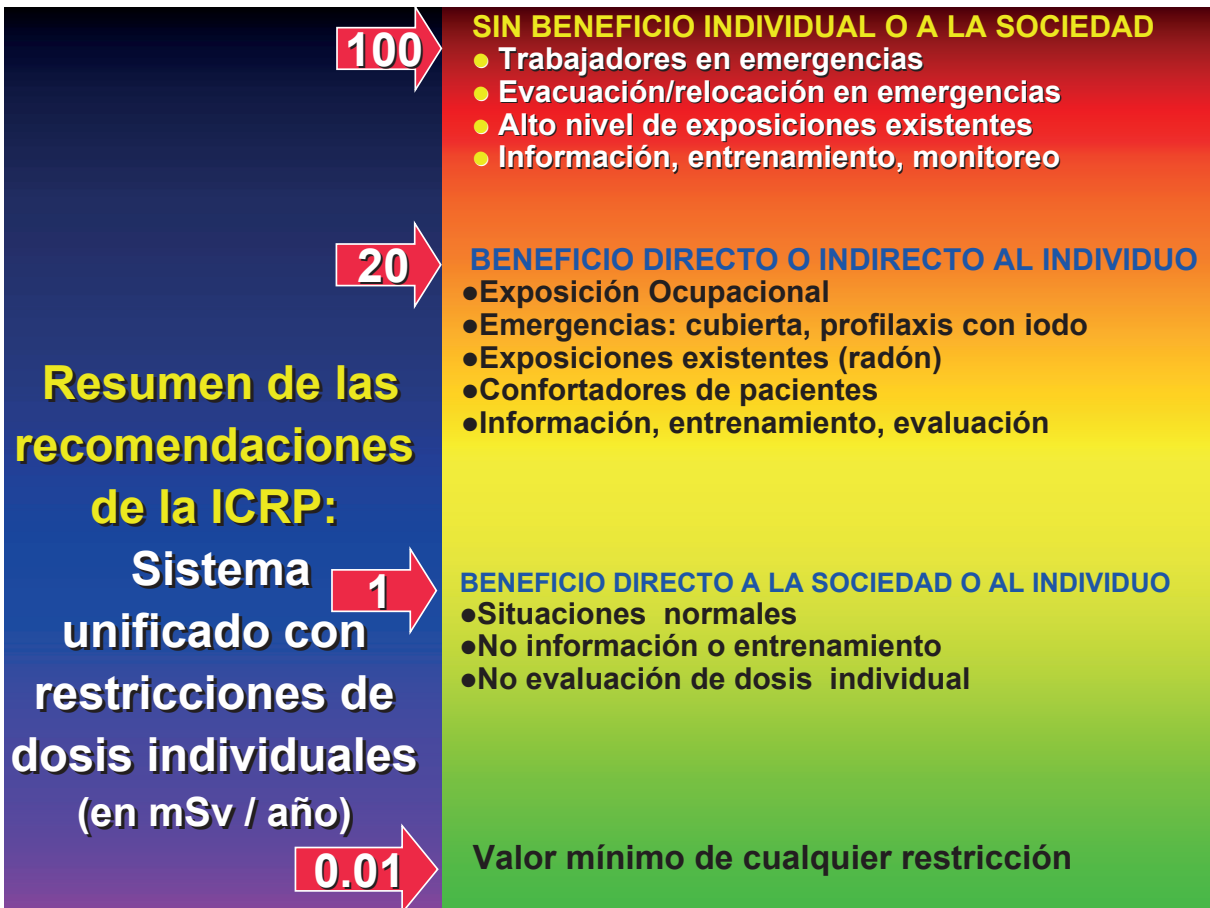 100
SIN BENEFICIO INDIVIDUAL O A LA SOCIEDAD
● Trabajadores en emergencias
● Evacuación/relocación en emergencias
● Alto nivel de exposiciones existentes
● Información, entrenamiento, monitoreo
20
BENEFICIO DIRECTO O INDIRECTO AL INDIVIDUO
●Exposición Ocupacional
●Emergencias: cubierta, profilaxis con iodo
●Exposiciones existentes (radón)
●Confortadores de pacientes
●Información, entrenamiento, evaluación
Resumen de las
recomendaciones
de la ICRP:
Sistema
unificado con
restricciones de
dosis individuales
(en mSv / año)
1
BENEFICIO DIRECTO A LA SOCIEDAD O AL INDIVIDUO
●Situaciones normales
●No información o entrenamiento
●No evaluación de dosis individual
0.01
Valor mínimo de cualquier restricción